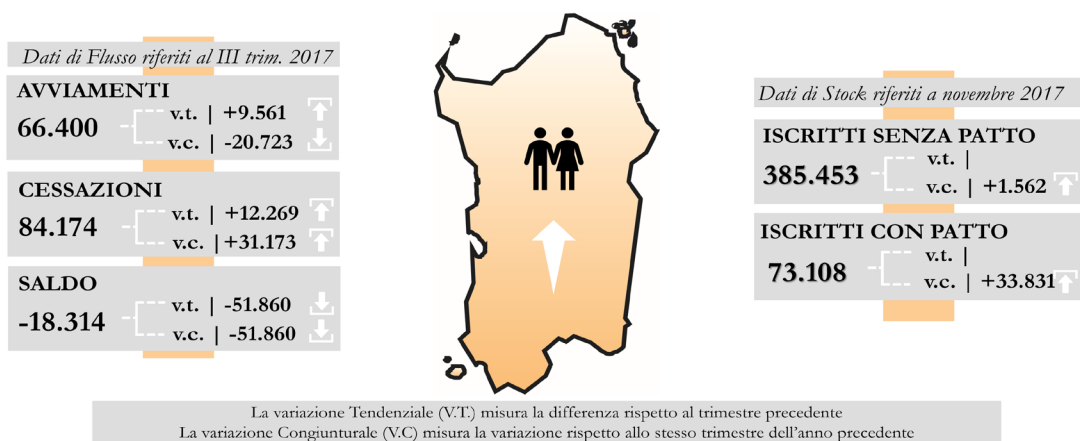 Dati di Flusso riferiti al III trim. 2017
AVVIAMENTI
66.400
v.t. | +9.561
v.c. | -20.723
CESSAZIONI
84.174
v.t. | +12.269
v.c. | +31.173
SALDO
-18.314
v.t. | -51.860
v.c. | -51.860
Dati di Stock riferiti a novembre 2017
ISCRITTI SENZA PATTO
385.453
v.t. |
v.c. | +1.562
ISCRITTI CON PATTO
73.108
v.t. |
v.c. | +33.831
La variazione Tendenziale (V.T.) misura la differenza rispetto al trimestre precedente
La variazione Congiunturale (V.C) misura la variazione rispetto allo stesso trimestre dell'anno precedente